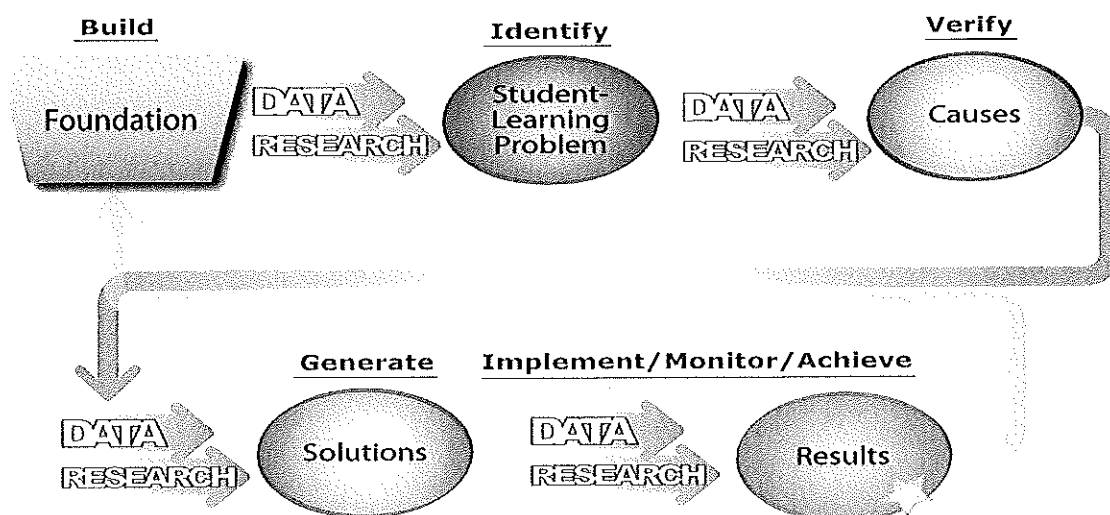 Build
Identify
Verify
Foundation
DATA
RESEARCH
Student-
Learning
Problem
DATA
RESEARCH
Causes
Generate
Implement/Monitor/Achieve
DATA
RESEARCH
Solutions
DATA
RESEARCH
Results